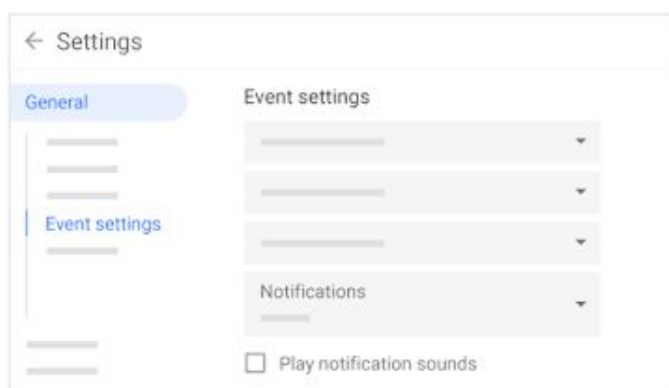 Settings
General
Event settings
Event settings
Notifications
Play notification sounds